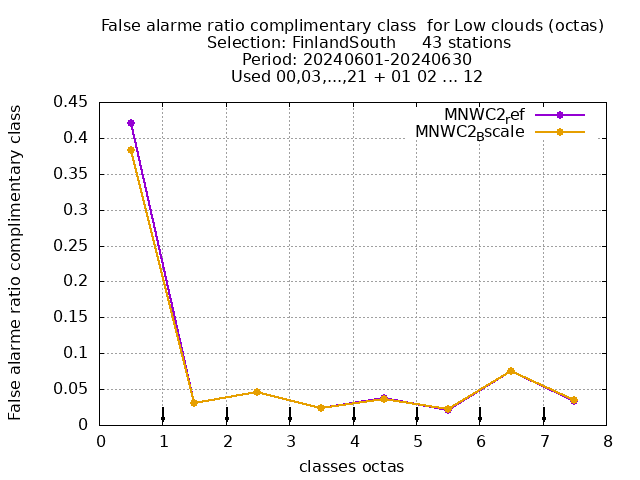 False alarme ratio complimentary class  for Low clouds (octas)
Selection: FinlandSouth     43 stations
Period: 20240601-20240630
Used 00,03,...,21 + 01 02 ... 12
False alarme ratio complimentary class
0.45
0.4
0.35
0.3
0.25
0.2
0.15
0.1
0.05
0
MNWC2ref
MNWC2Bscale
0 1 2 3 4 5 6 7 8
classes octas